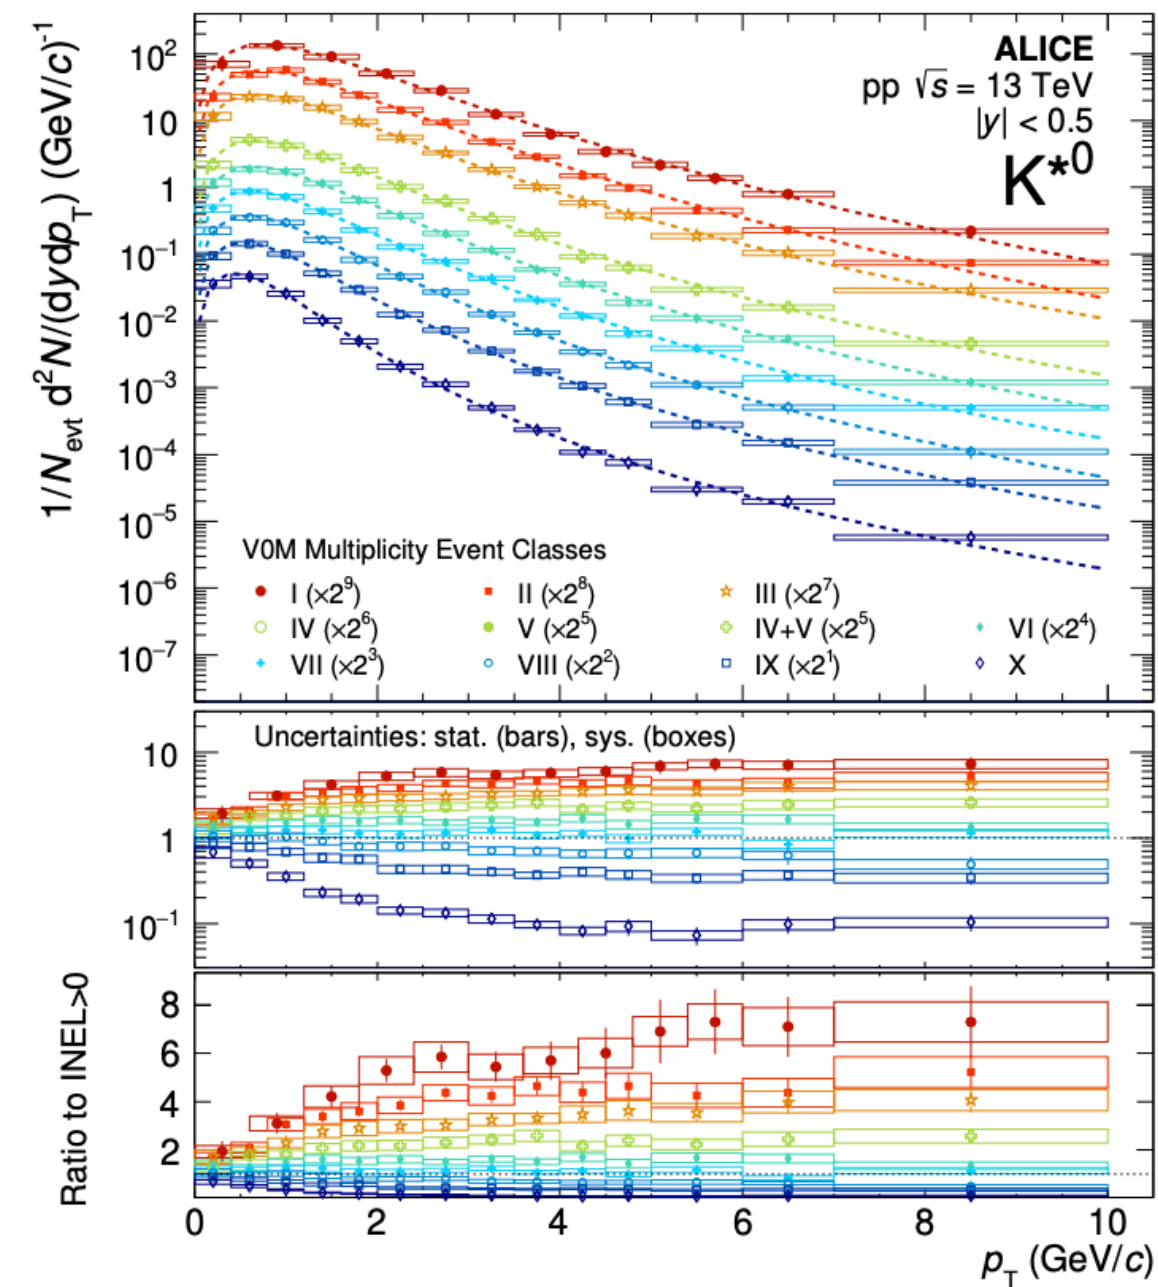 1/N_evt d²N/(dydp_T) (GeV/c)⁻¹
10²
10
1
10⁻¹
10⁻²
10⁻³
10⁻⁴
10⁻⁵
10⁻⁶
10⁻⁷
ALICE
pp √s = 13 TeV
|y| < 0.5
K*⁰
V0M Multiplicity Event Classes
I (×2⁹) II (×2⁸) III (×2⁷)
IV (×2⁶) V (×2⁵) IV+V (×2⁵) VI (×2⁴)
VII (×2³) VIII (×2²) IX (×2¹) X
Uncertainties: stat. (bars), sys. (boxes)
10
1
10⁻¹
Ratio to INEL>0
8
6
4
2
0 2 4 6 8 10
p_T (GeV/c)